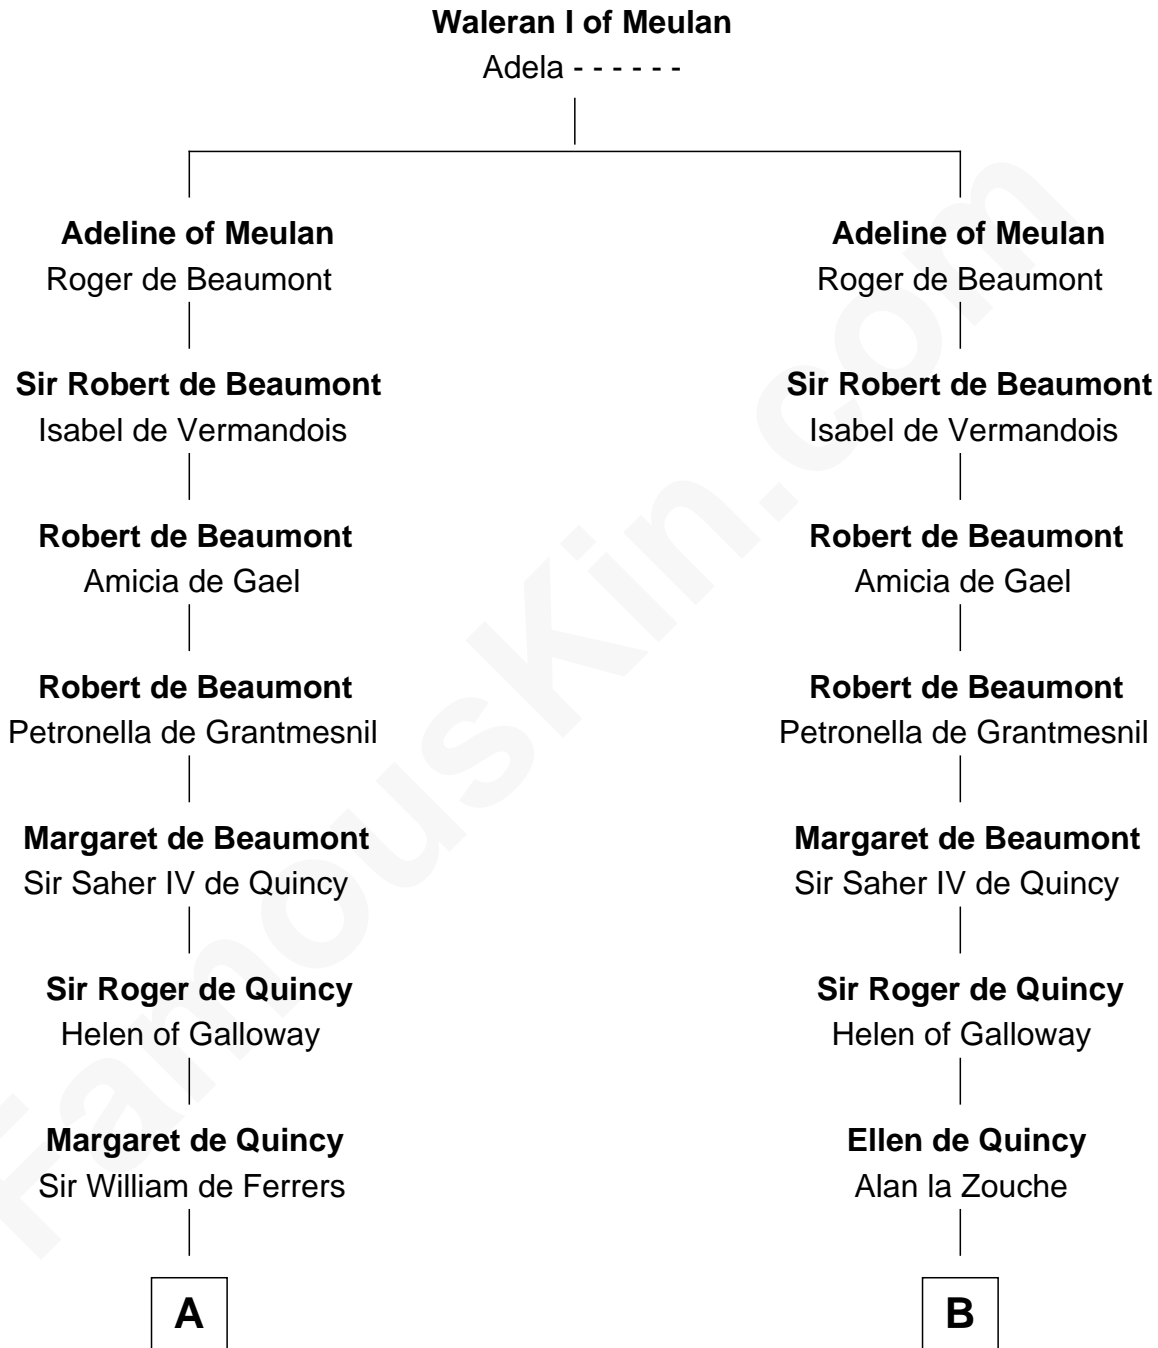 Waleran I of Meulan
Adela - - - - - -
Adeline of Meulan
Roger de Beaumont
Adeline of Meulan
Roger de Beaumont
Sir Robert de Beaumont
Isabel de Vermandois
Sir Robert de Beaumont
Isabel de Vermandois
Robert de Beaumont
Amicia de Gael
Robert de Beaumont
Amicia de Gael
Robert de Beaumont
Petronella de Grantmesnil
Robert de Beaumont
Petronella de Grantmesnil
Margaret de Beaumont
Sir Saher IV de Quincy
Margaret de Beaumont
Sir Saher IV de Quincy
Sir Roger de Quincy
Helen of Galloway
Sir Roger de Quincy
Helen of Galloway
Margaret de Quincy
Sir William de Ferrers
Ellen de Quincy
Alan la Zouche
A
B
FamousKin.com